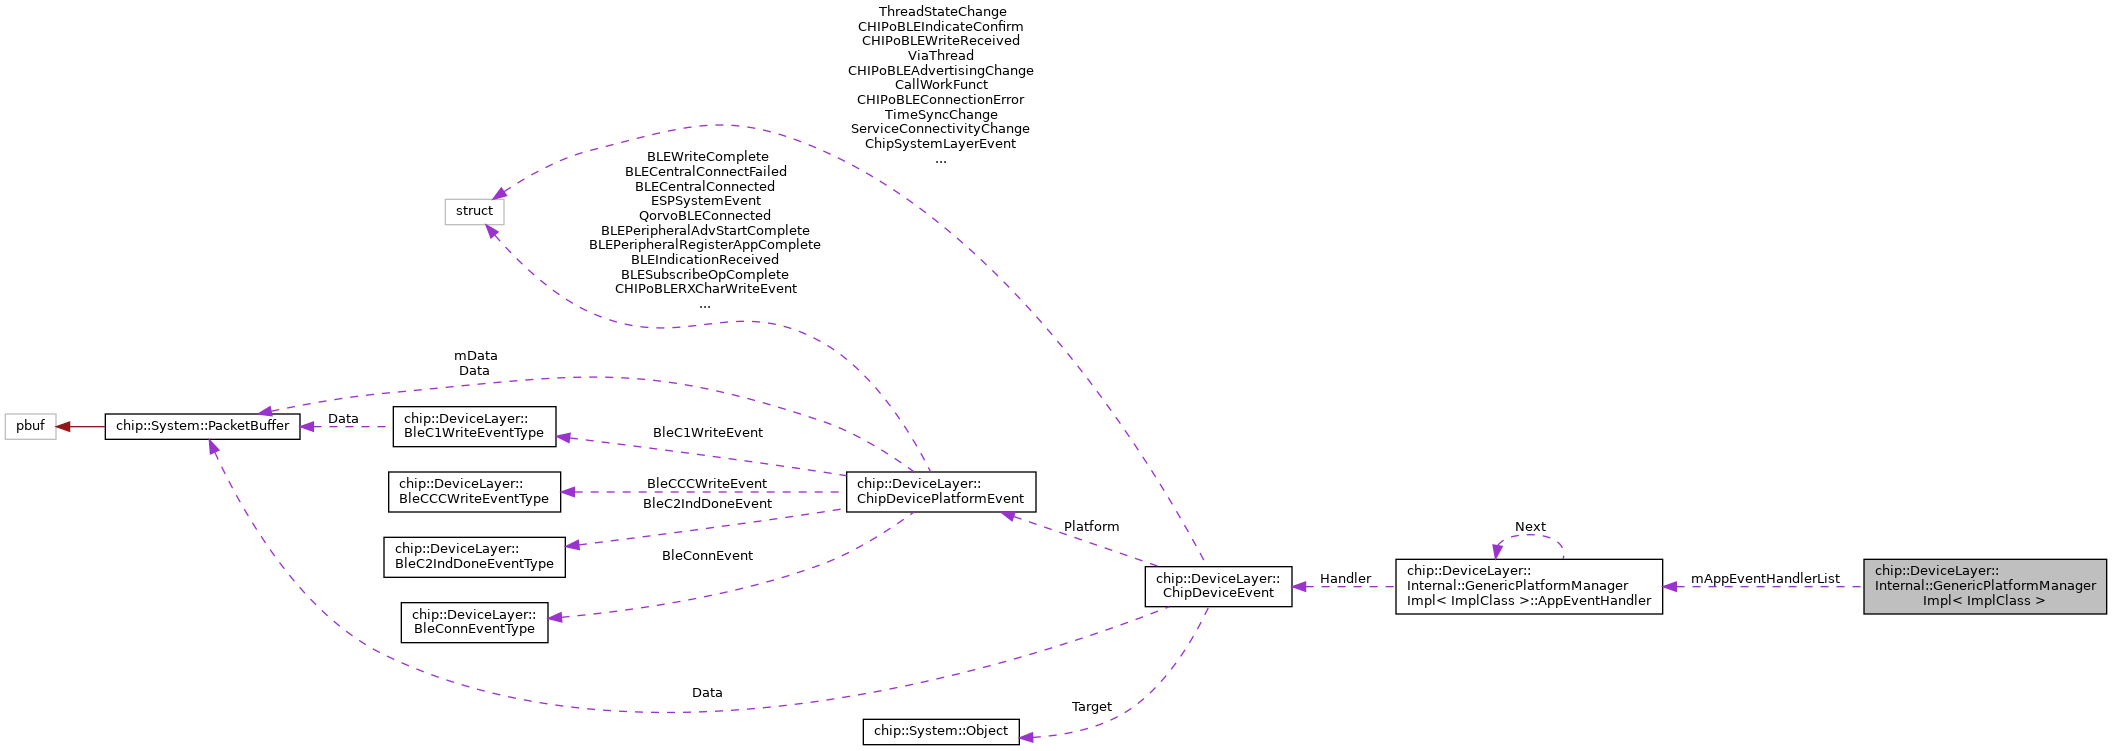 ThreadStateChange
CHIPoBLEIndicateConfirm
CHIPoBLEWriteReceived
ViaThread
CHIPoBLEAdvertisingChange
CallWorkFunct
CHIPoBLEConnectionError
TimeSyncChange
ServiceConnectivityChange
ChipSystemLayerEvent
...
BLEWriteComplete
BLECentralConnectFailed
BLECentralConnected
ESPSystemEvent
QorvoBLEConnected
BLEPeripheralAdvStartComplete
BLEPeripheralRegisterAppComplete
BLEIndicationReceived
BLESubscribeOpComplete
CHIPoBLERXCharWriteEvent
...
struct
mData
Data
pbuf
chip::System::PacketBuffer
Data
chip::DeviceLayer::
BleC1WriteEventType
BleC1WriteEvent
chip::DeviceLayer::
BleCCCWriteEventType
BleCCCWriteEvent
BleC2IndDoneEvent
chip::DeviceLayer::
ChipDevicePlatformEvent
chip::DeviceLayer::
BleC2IndDoneEventType
BleConnEvent
chip::DeviceLayer::
BleConnEventType
Platform
chip::DeviceLayer::
ChipDeviceEvent
Handler
Next
chip::DeviceLayer::
Internal::GenericPlatformManager
Impl< ImplClass >::AppEventHandler
mAppEventHandlerList
chip::DeviceLayer::
Internal::GenericPlatformManager
Impl< ImplClass >
Data
Target
chip::System::Object